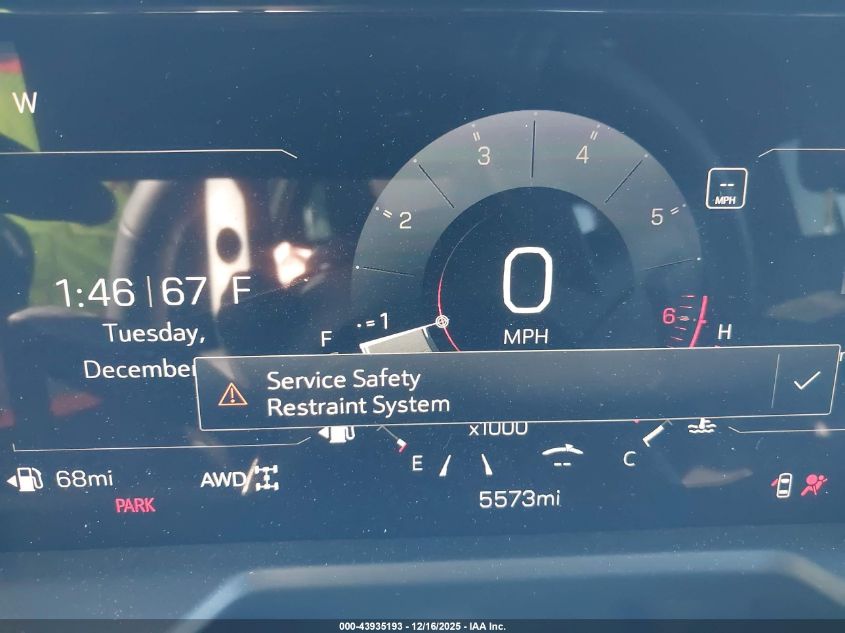 W
3
4
2
5
--
MPH
1:46 | 67 F
Tuesday,
December
0
MPH
1
6
F
H
Service Safety
Restraint System
x1000
E
--
C
68mi
AWD
PARK
5573mi
000-43935193 - 12/16/2025 - IAA Inc.